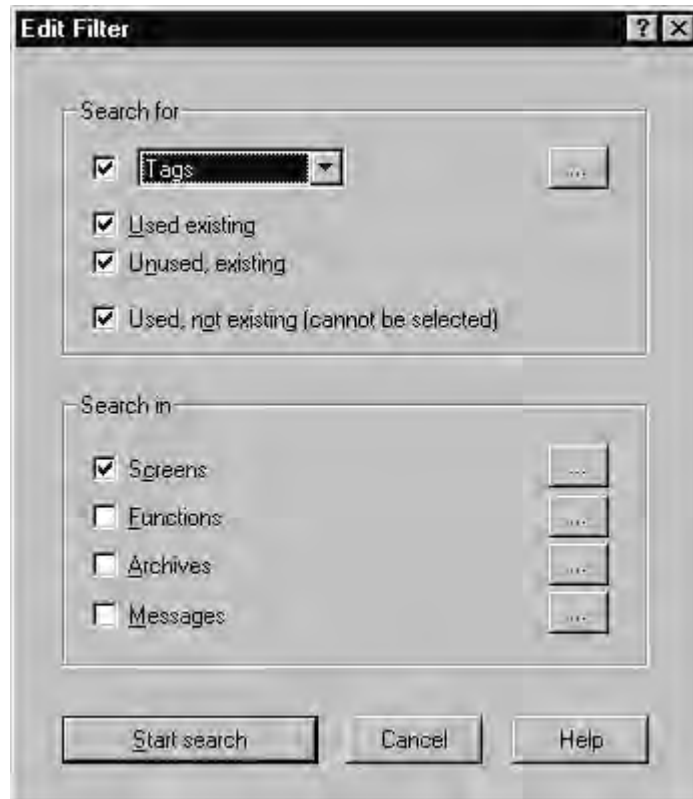 Edit Filter
Search for
Tags
...
Used existing
Unused, existing
Used, not existing (cannot be selected)
Search in
Screens
...
Functions
...
Archives
...
Messages
...
Start search
Cancel
Help